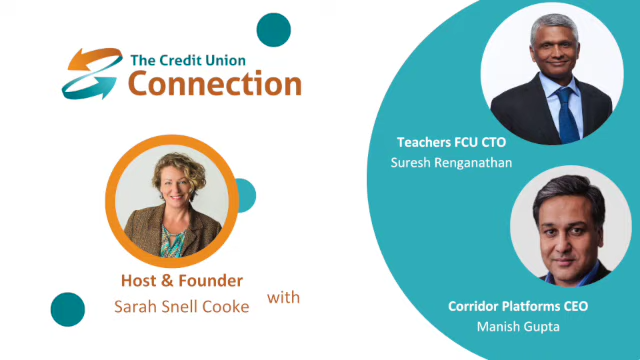 The Credit Union
Connection
Host & Founder
Sarah Snell Cooke
with
Teachers FCU CTO
Suresh Renganathan
Corridor Platforms CEO
Manish Gupta